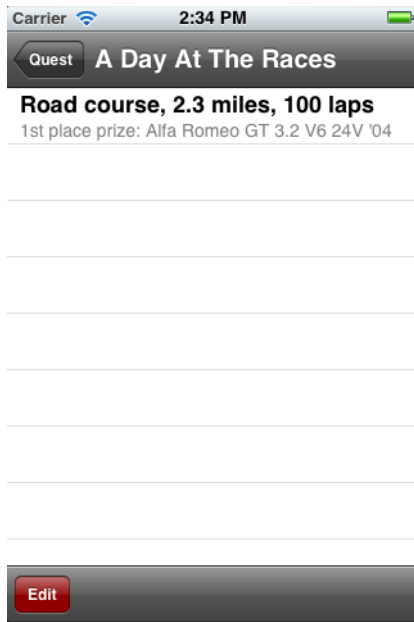 Carrier 2:34 PM
Quest A Day At The Races
Road course, 2.3 miles, 100 laps
1st place prize: Alfa Romeo GT 3.2 V6 24V '04
Edit